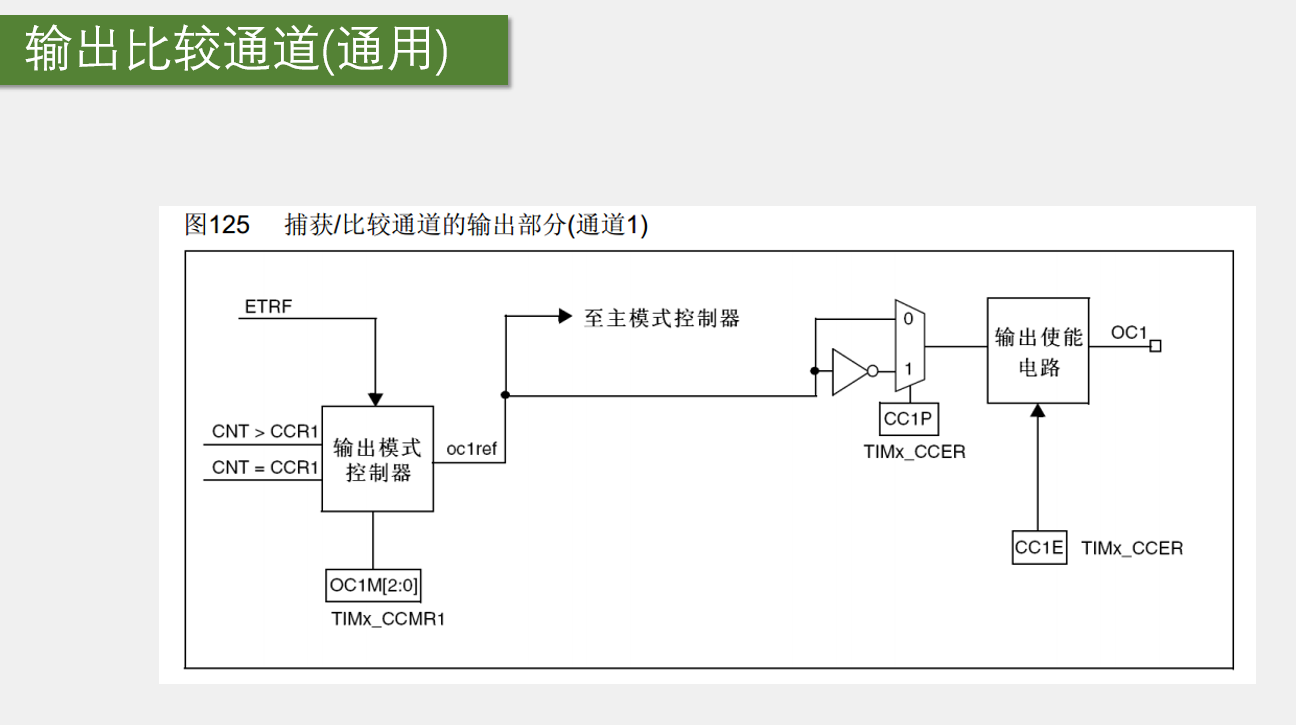 输出比较通道(通用)
图125 捕获/比较通道的输出部分(通道1)
ETRF
至主模式控制器
0
1
输出使能
电路
OC1
CNT > CCR1
CNT = CCR1
输出模式
控制器
oc1ref
CC1P
TIMx_CCER
CC1E
TIMx_CCER
OC1M[2:0]
TIMx_CCMR1